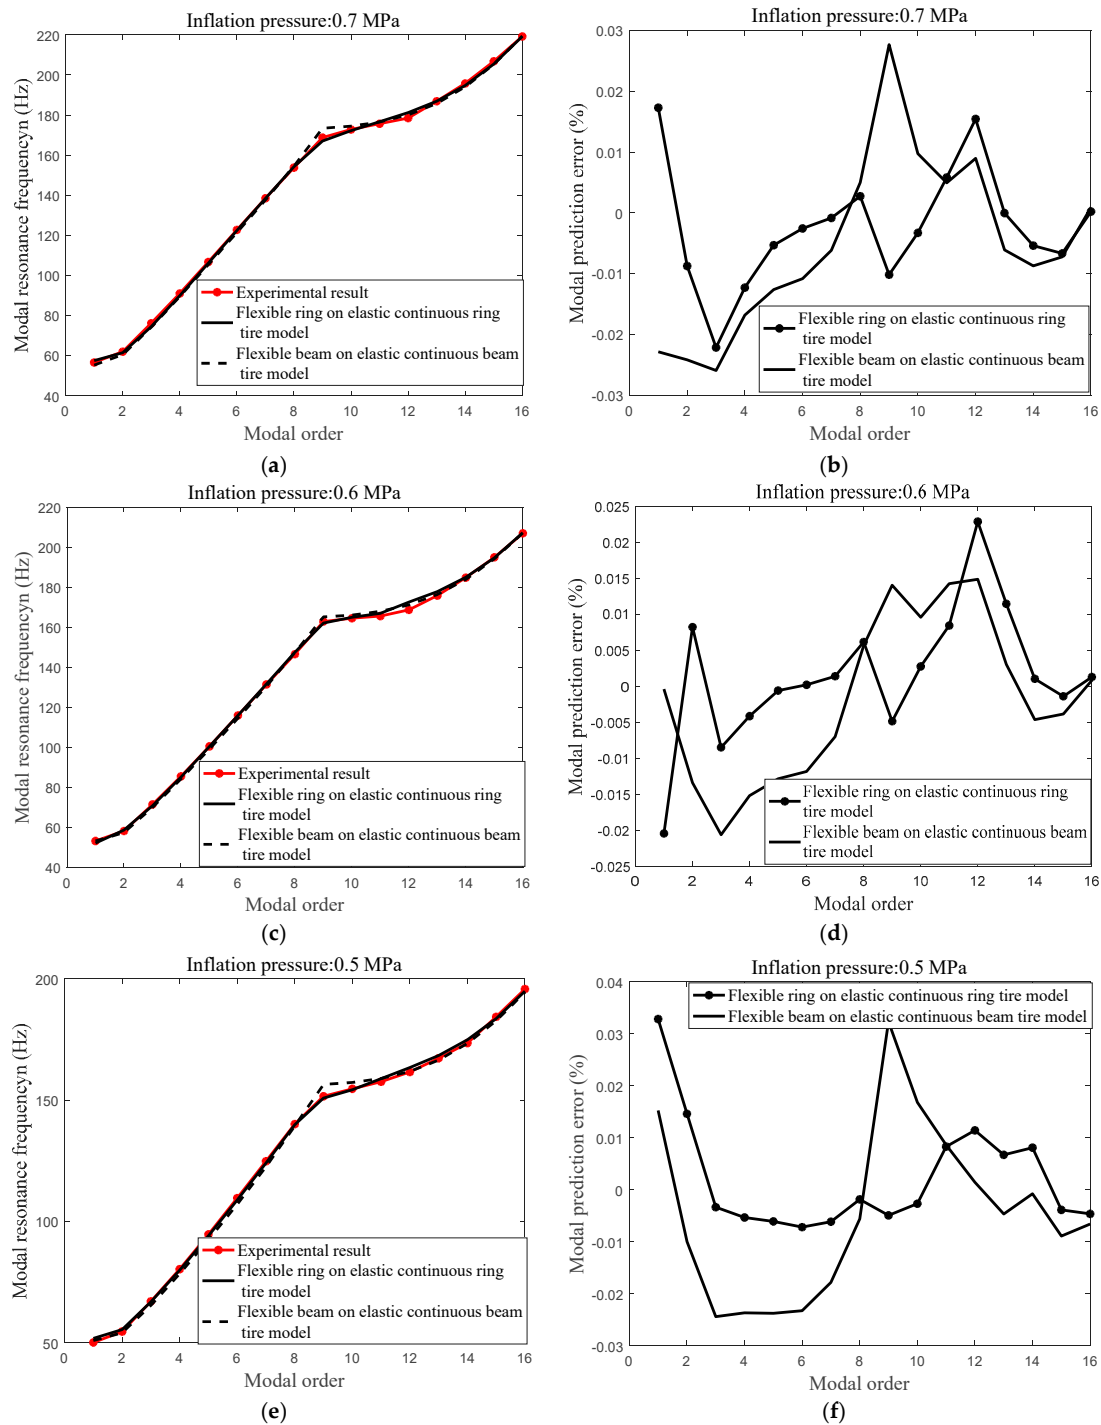 Inflation pressure:0.7 MPa
220
200
180
160
140
120
100
80
60
40
0 2 4 6 8 10 12 14 16
Modal resonance frequencyn (Hz)
Modal order
Experimental result
Flexible ring on elastic continuous ring
tire model
Flexible beam on elastic continuous beam
tire model
(a)
Inflation pressure:0.7 MPa
0.03
0.02
0.01
0
-0.01
-0.02
-0.03
0 2 4 6 8 10 12 14 16
Modal prediction error (%)
Modal order
Flexible ring on elastic continuous ring
tire model
Flexible beam on elastic continuous beam
tire model
(b)
Inflation pressure:0.6 MPa
220
200
180
160
140
120
100
80
60
40
0 2 4 6 8 10 12 14 16
Modal resonance frequencyn (Hz)
Modal order
Experimental result
Flexible ring on elastic continuous ring
tire model
Flexible beam on elastic continuous beam
tire model
(c)
Inflation pressure:0.6 MPa
0.025
0.02
0.015
0.01
0.005
0
-0.005
-0.01
-0.015
-0.02
-0.025
0 2 4 6 8 10 12 14 16
Modal prediction error (%)
Modal order
Flexible ring on elastic continuous ring
tire model
Flexible beam on elastic continuous beam
tire model
(d)
Inflation pressure:0.5 MPa
200
150
100
50
0 2 4 6 8 10 12 14 16
Modal resonance frequencyn (Hz)
Modal order
Experimental result
Flexible ring on elastic continuous ring
tire model
Flexible beam on elastic continuous beam
tire model
(e)
Inflation pressure:0.5 MPa
0.04
0.03
0.02
0.01
0
-0.01
-0.02
-0.03
0 2 4 6 8 10 12 14 16
Modal prediction error (%)
Modal order
Flexible ring on elastic continuous ring tire model
Flexible beam on elastic continuous beam tire model
(f)